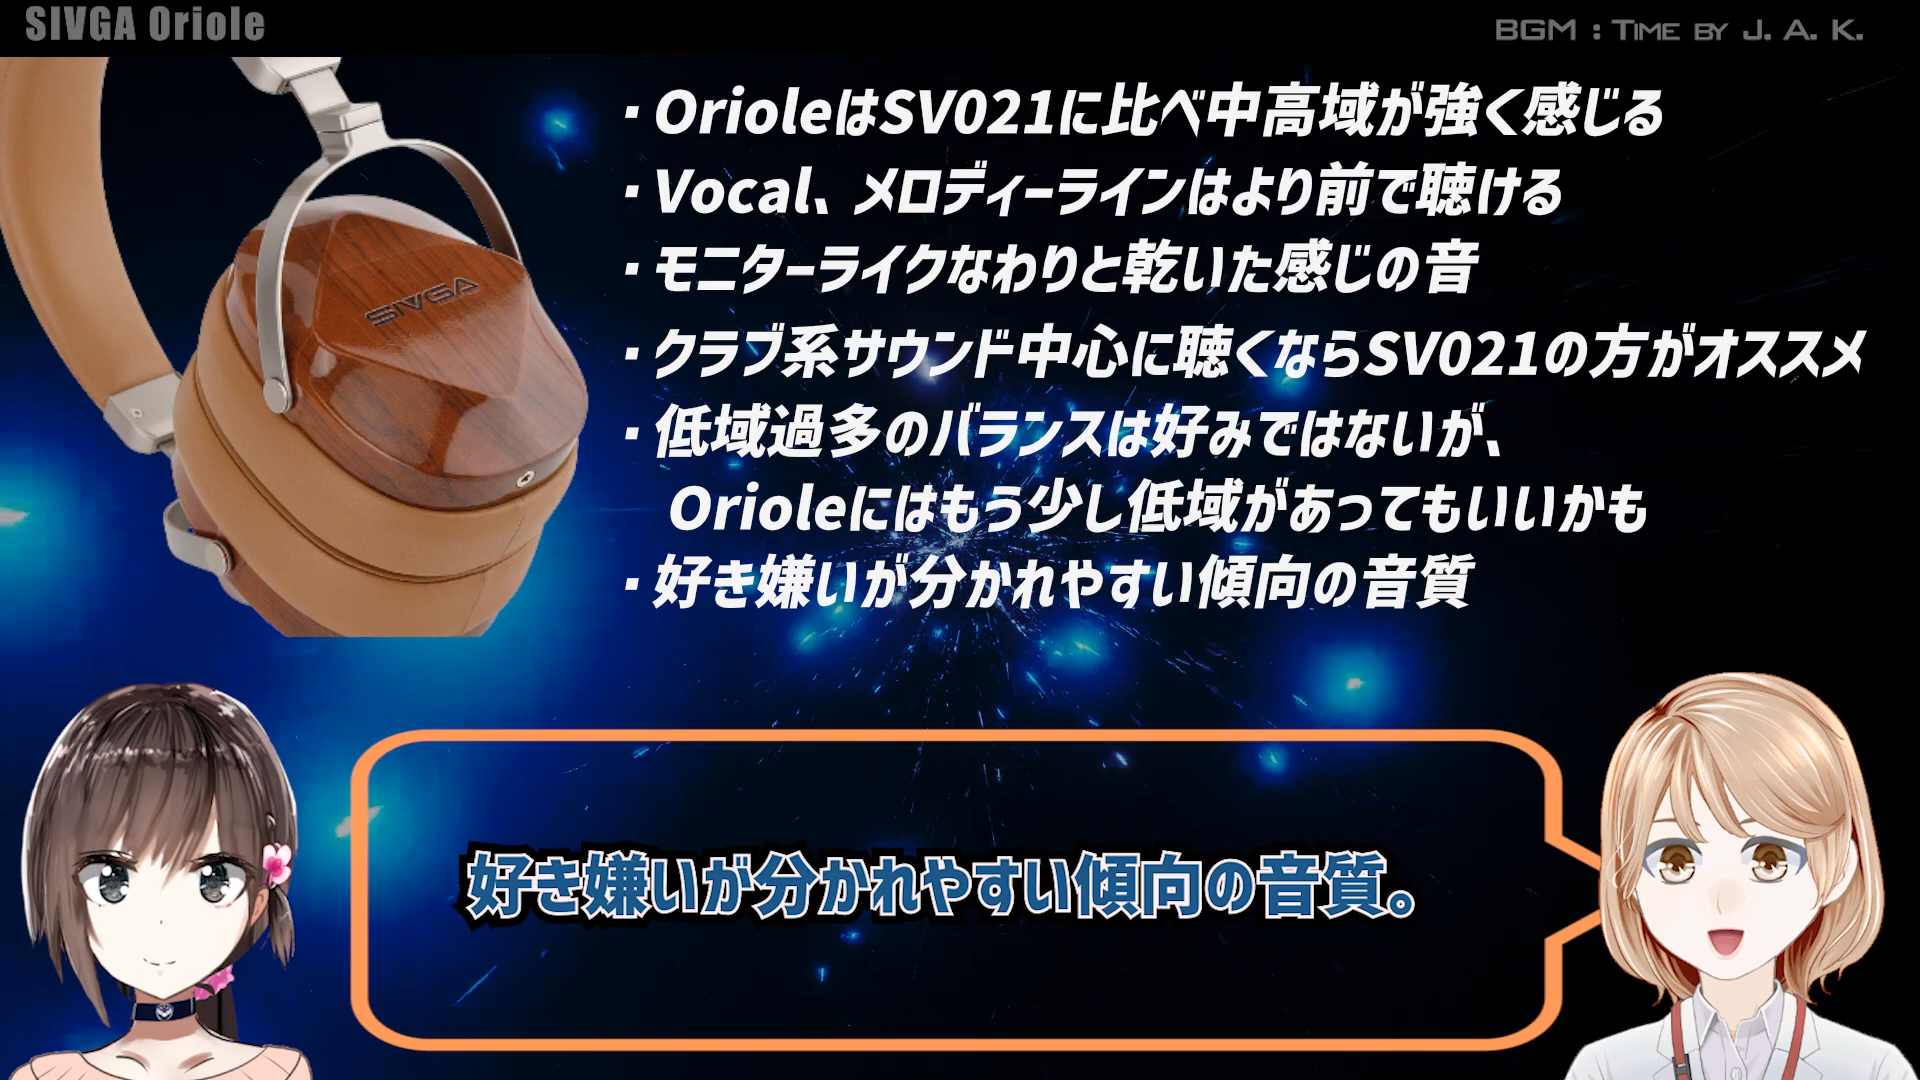 SIVGA Oriole
BGM : Time by J. A. K.
SIVGA
・OrioleはSV021に比べ中高域が強く感じる
・Vocal、メロディーラインはより前で聴ける
・モニターライクなわりと乾いた感じの音
・クラブ系サウンド中心に聴くならSV021の方がオススメ
・低域過多のバランスは好みではないが、
Orioleにはもう少し低域があってもいいかも
・好き嫌いが分かれやすい傾向の音質
好き嫌いが分かれやすい傾向の音質。